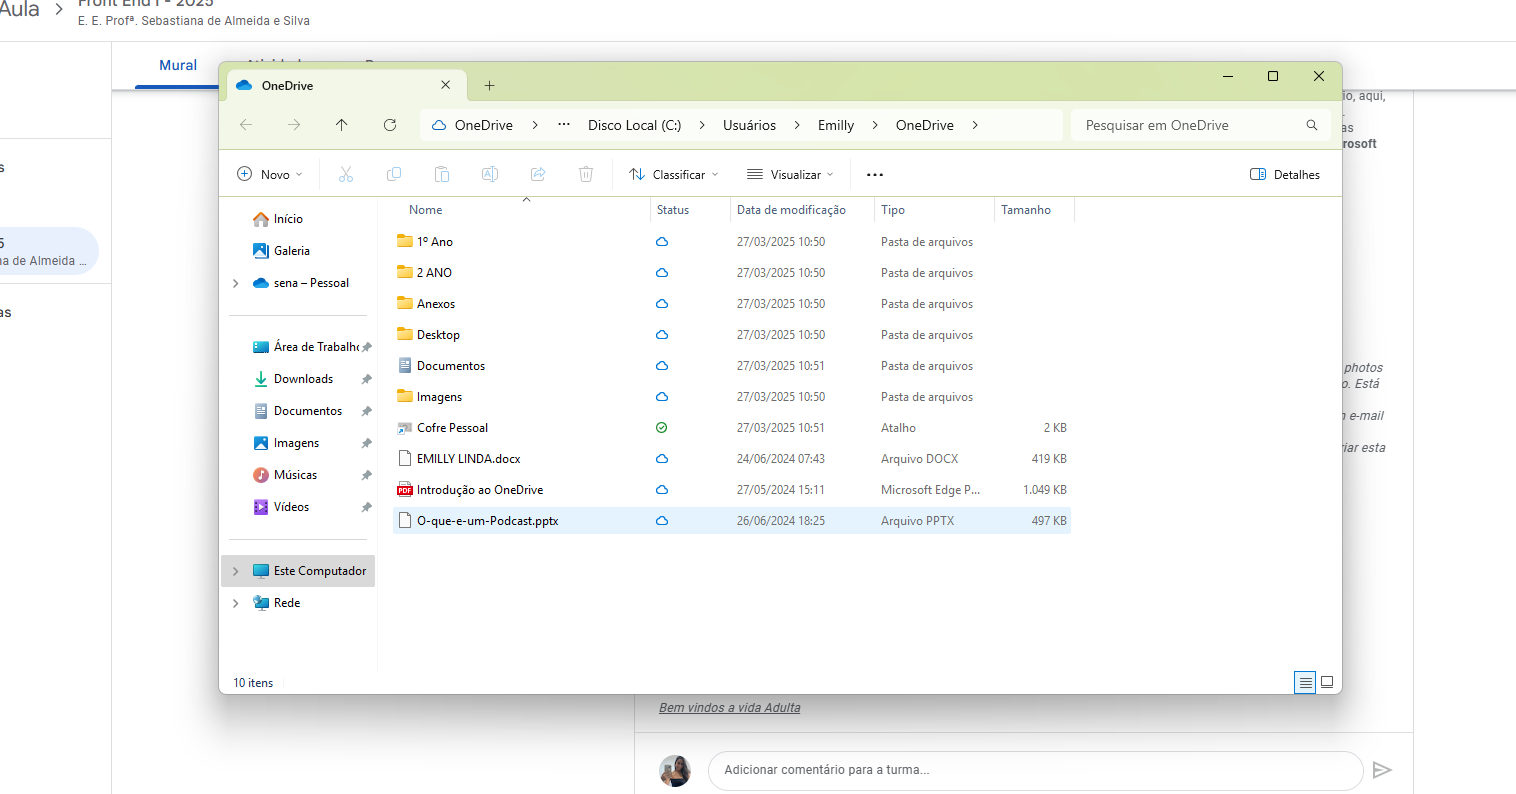 Aula > Front End I - 2025
E. E. Profª. Sebastiana de Almeida e Silva
Mural
OneDrive
OneDrive > ... Disco Local (C:) > Usuários > Emilly > OneDrive >
Pesquisar em OneDrive
Novo
Classificar
Visualizar
Detalhes
Início
Galeria
sena – Pessoal
Área de Trabalho
Downloads
Documentos
Imagens
Músicas
Vídeos
Este Computador
Rede
Nome Status Data de modificação Tipo Tamanho
1º Ano 27/03/2025 10:50 Pasta de arquivos
2 ANO 27/03/2025 10:50 Pasta de arquivos
Anexos 27/03/2025 10:50 Pasta de arquivos
Desktop 27/03/2025 10:50 Pasta de arquivos
Documentos 27/03/2025 10:51 Pasta de arquivos
Imagens 27/03/2025 10:50 Pasta de arquivos
Cofre Pessoal 27/03/2025 10:51 Atalho 2 KB
EMILLY LINDA.docx 24/06/2024 07:43 Arquivo DOCX 419 KB
PDF Introdução ao OneDrive 27/05/2024 15:11 Microsoft Edge P... 1.049 KB
O-que-e-um-Podcast.pptx 26/06/2024 18:25 Arquivo PPTX 497 KB
10 itens
na de Almeida ...
io, aqui,
as
rosoft
photos
o. Está
e-mail
iar esta
Bem vindos a vida Adulta
Adicionar comentário para a turma...